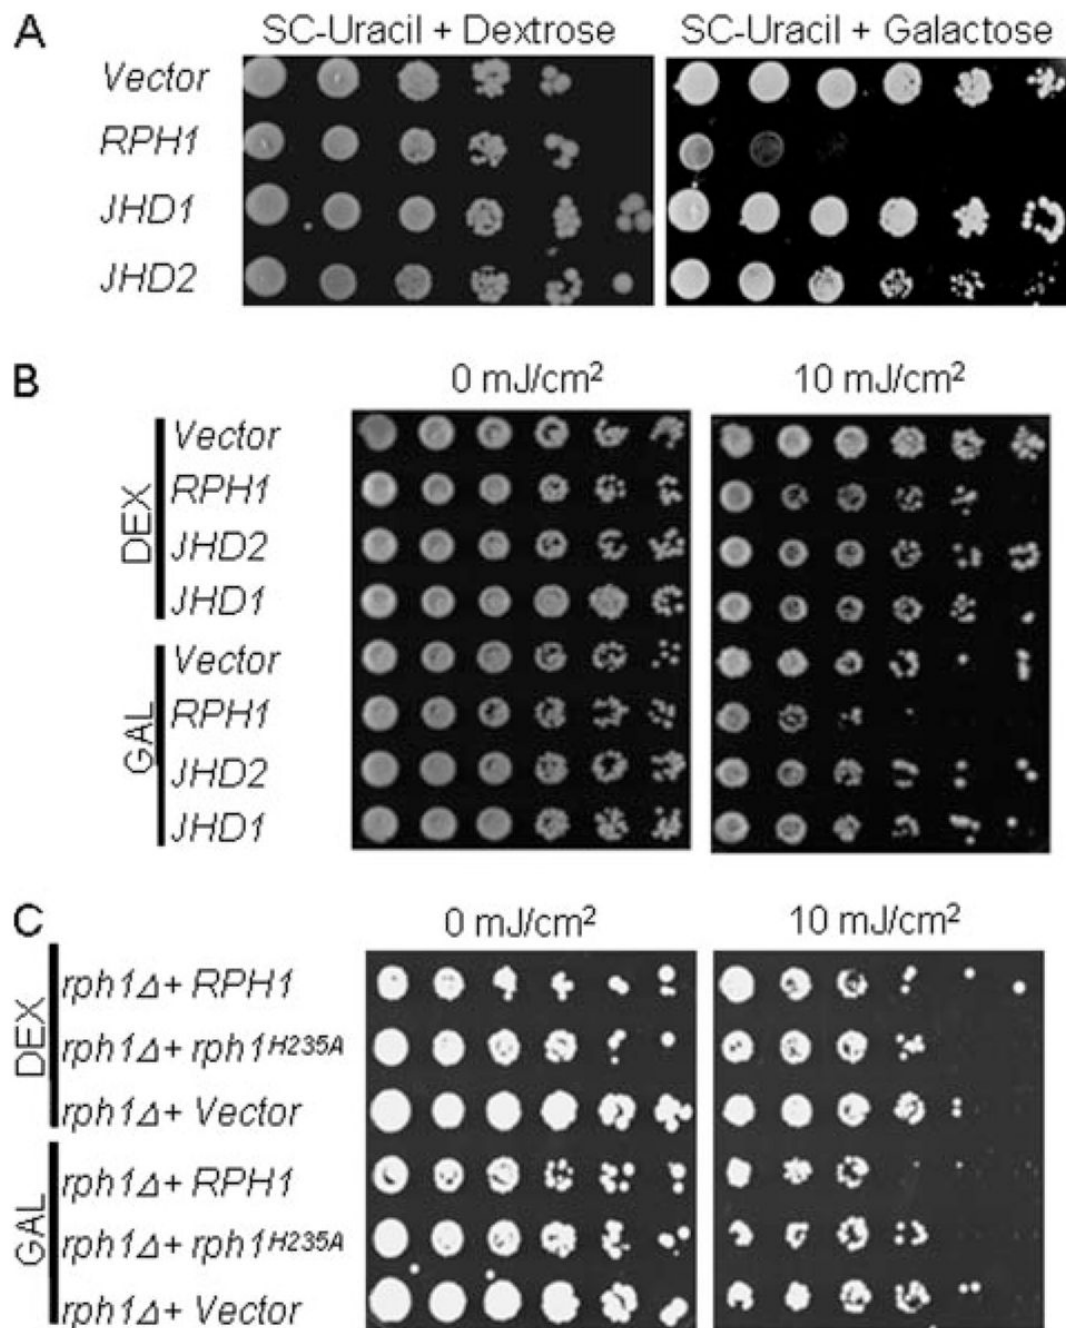 A
SC-Uracil + Dextrose
SC-Uracil + Galactose
Vector
RPH1
JHD1
JHD2
B
0 mJ/cm²
10 mJ/cm²
DEX
Vector
RPH1
JHD2
JHD1
GAL
Vector
RPH1
JHD2
JHD1
C
0 mJ/cm²
10 mJ/cm²
DEX
rph1Δ+ RPH1
rph1Δ+ rph1ᴴ²³⁵ᴬ
rph1Δ+ Vector
GAL
rph1Δ+ RPH1
rph1Δ+ rph1ᴴ²³⁵ᴬ
rph1Δ+ Vector